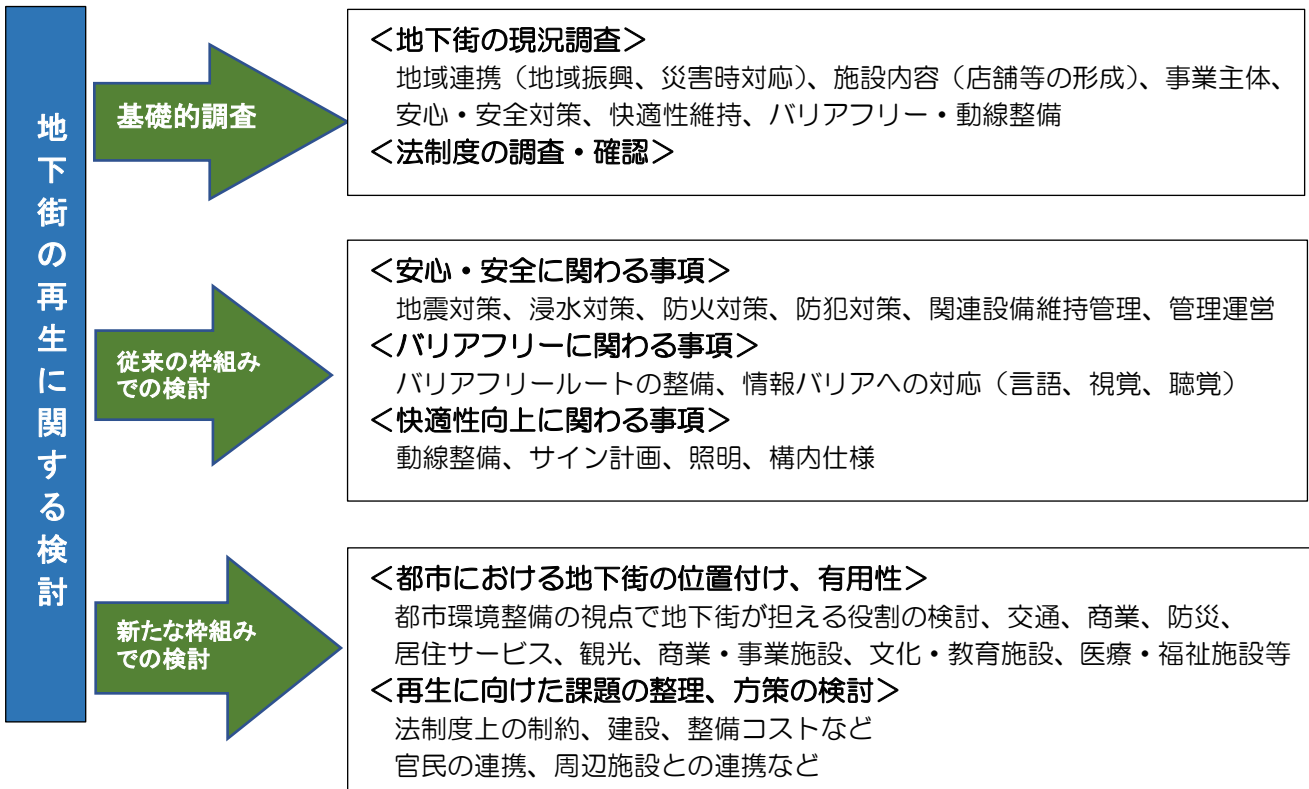 地下街の再生に関する検討
基礎的調査
＜地下街の現況調査＞
地域連携（地域振興、災害時対応）、施設内容（店舗等の形成）、事業主体、
安心・安全対策、快適性維持、バリアフリー・動線整備
＜法制度の調査・確認＞
従来の枠組み
での検討
＜安心・安全に関わる事項＞
地震対策、浸水対策、防火対策、防犯対策、関連設備維持管理、管理運営
＜バリアフリーに関わる事項＞
バリアフリールートの整備、情報バリアへの対応（言語、視覚、聴覚）
＜快適性向上に関わる事項＞
動線整備、サイン計画、照明、構内仕様
新たな枠組み
での検討
＜都市における地下街の位置付け、有用性＞
都市環境整備の視点で地下街が担える役割の検討、交通、商業、防災、
居住サービス、観光、商業・事業施設、文化・教育施設、医療・福祉施設等
＜再生に向けた課題の整理、方策の検討＞
法制度上の制約、建設、整備コストなど
官民の連携、周辺施設との連携など